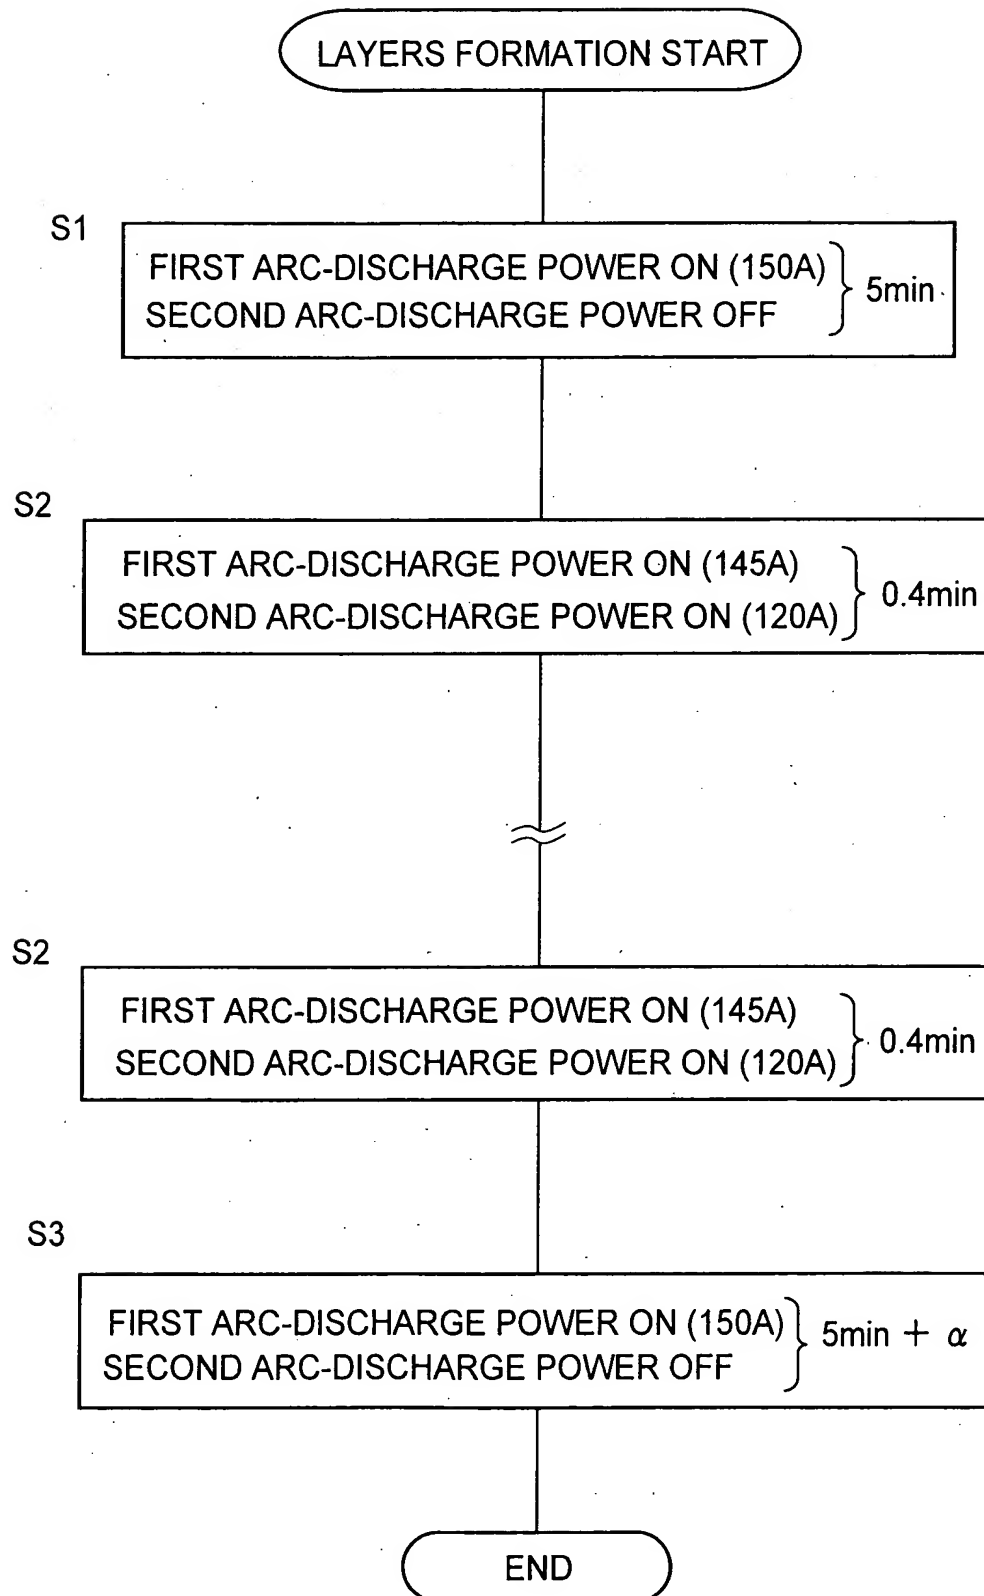 LAYERS FORMATION START
S1
FIRST ARC-DISCHARGE POWER ON (150A)
SECOND ARC-DISCHARGE POWER OFF
5min
S2
FIRST ARC-DISCHARGE POWER ON (145A)
SECOND ARC-DISCHARGE POWER ON (120A)
0.4min
S2
FIRST ARC-DISCHARGE POWER ON (145A)
SECOND ARC-DISCHARGE POWER ON (120A)
0.4min
S3
FIRST ARC-DISCHARGE POWER ON (150A)
SECOND ARC-DISCHARGE POWER OFF
5min + α
END